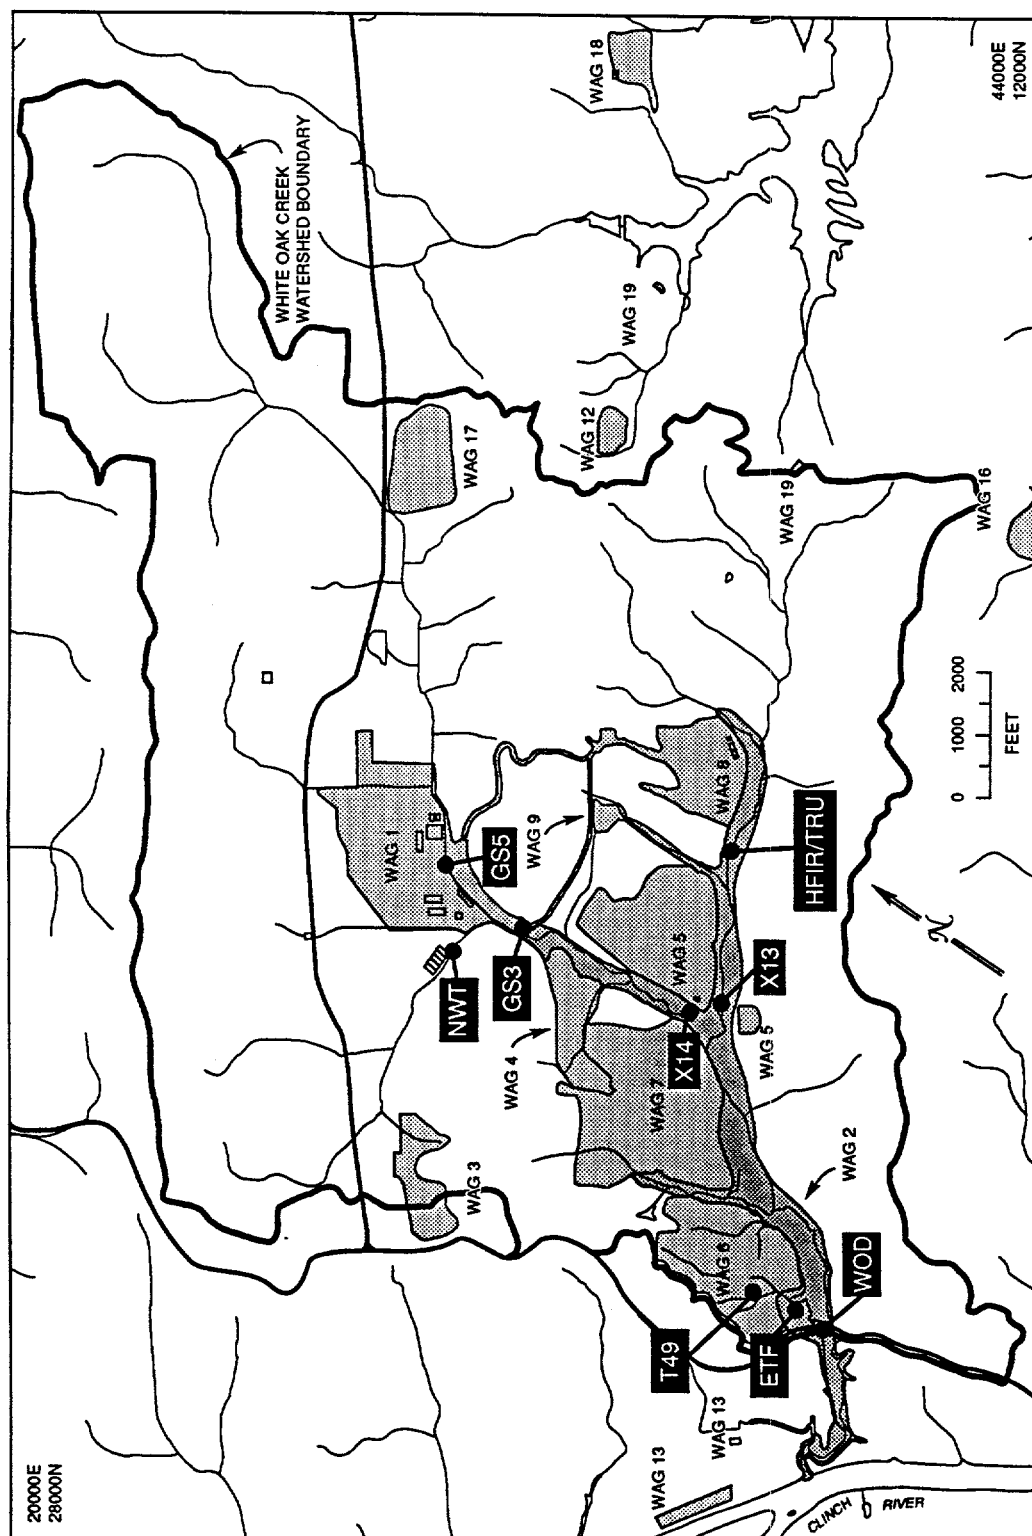 20000E
28000N
44000E
12000N
WHITE OAK CREEK
WATERSHED BOUNDARY
WAG 18
WAG 17
WAG 12
WAG 19
WAG 19
WAG 16
WAG 1
GS5
WAG 9
NWT
GS3
WAG 4
WAG 3
WAG 5
WAG 8
HFIR/TRU
X14
X13
WAG 5
WAG 7
WAG 2
WAG 6
T49
ETF
WOD
WAG 13
WAG 13
CLINCH RIVER
N
0 1000 2000
FEET